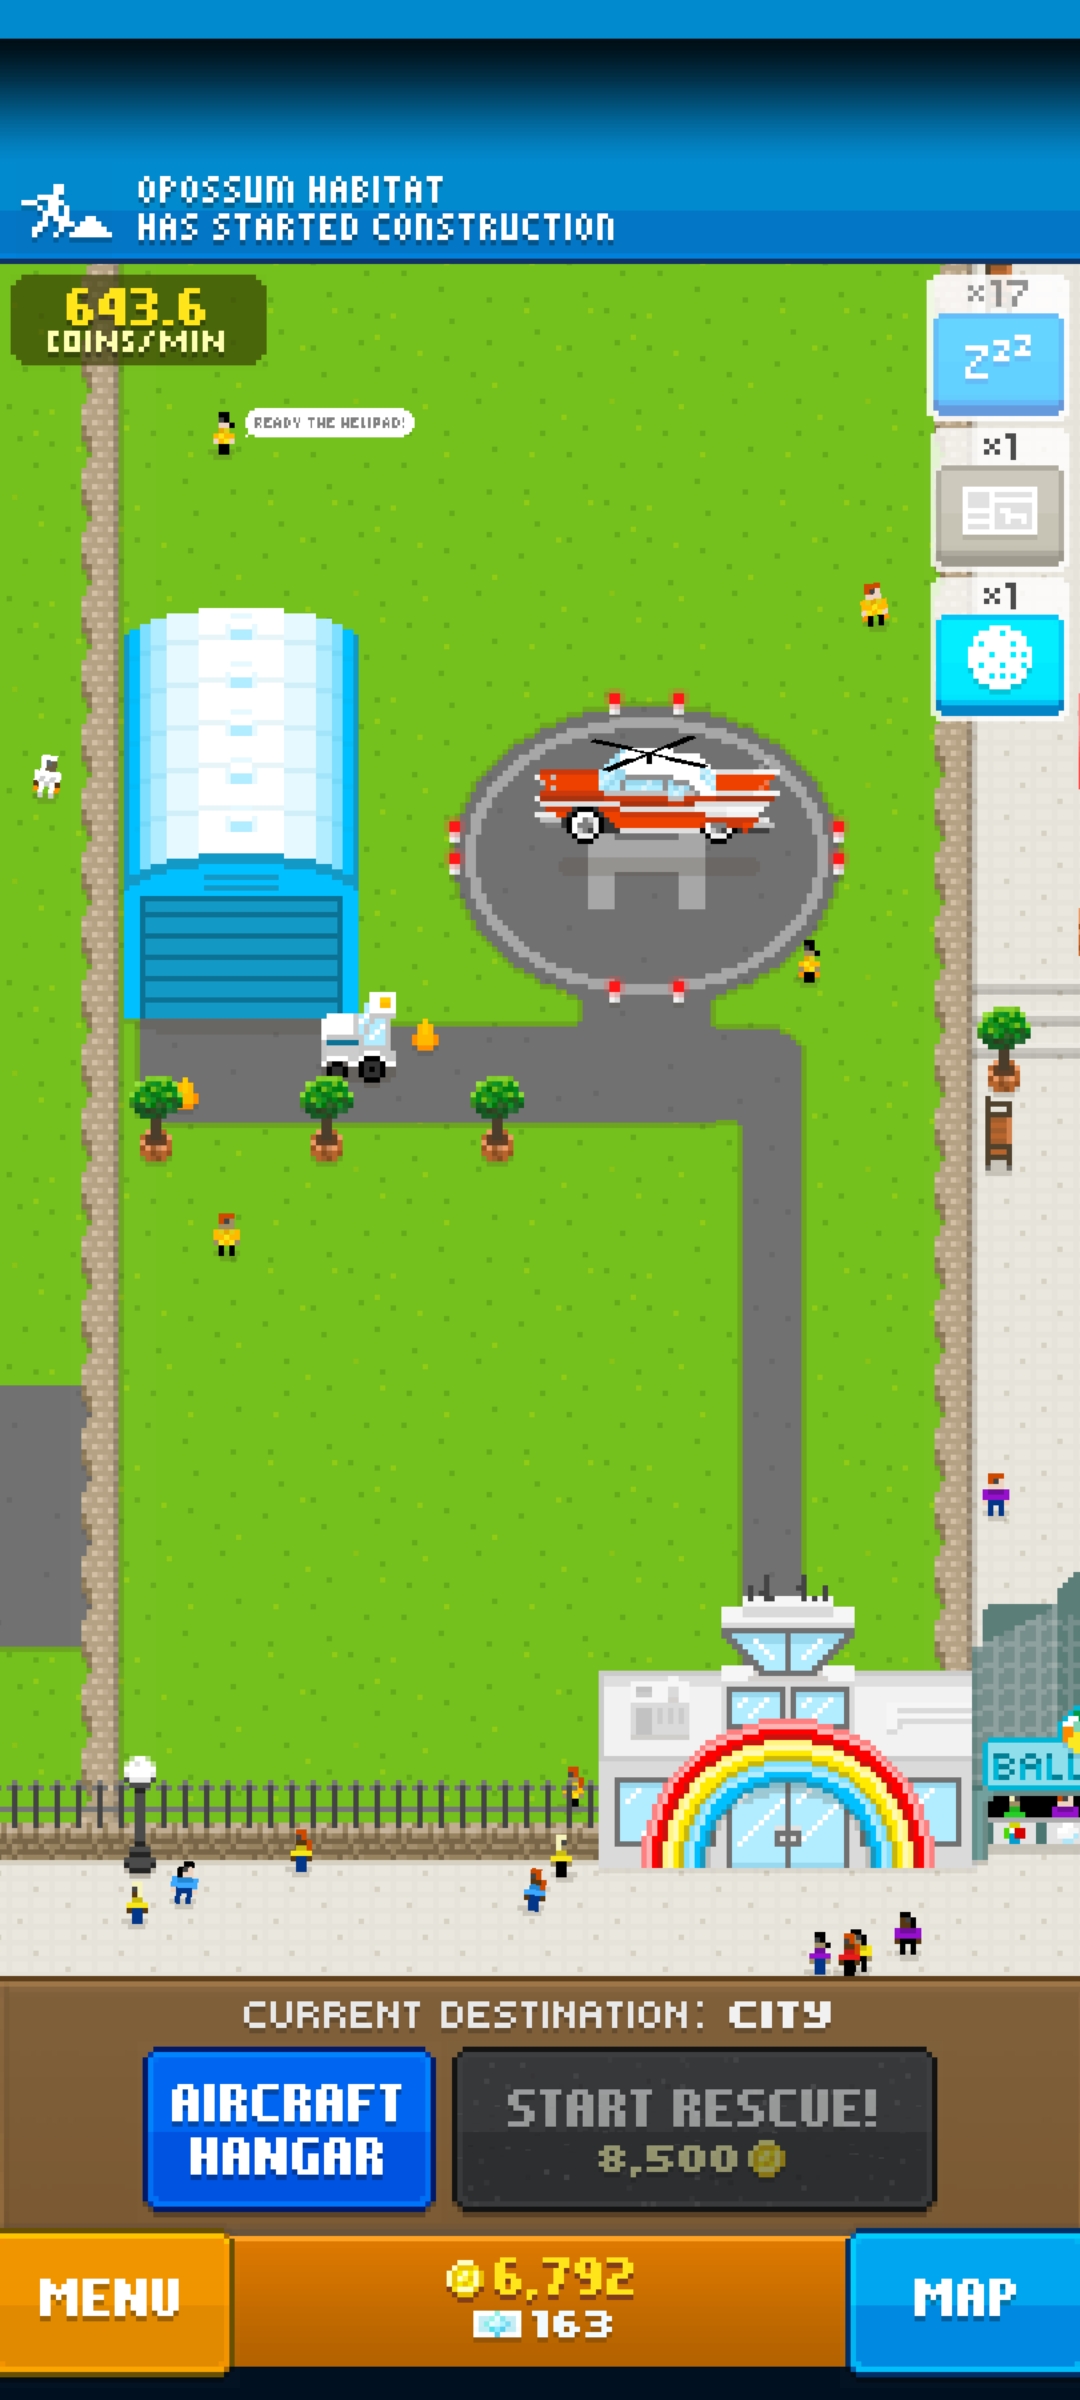 OPOSSUM HABITAT
HAS STARTED CONSTRUCTION
643.6
COINS/MIN
×17
zzz
READY THE HELIPAD!
×1
×1
H
BALL
CURRENT DESTINATION: CITY
AIRCRAFT
HANGAR
START RESCUE!
8,500
MENU
6,792
163
MAP